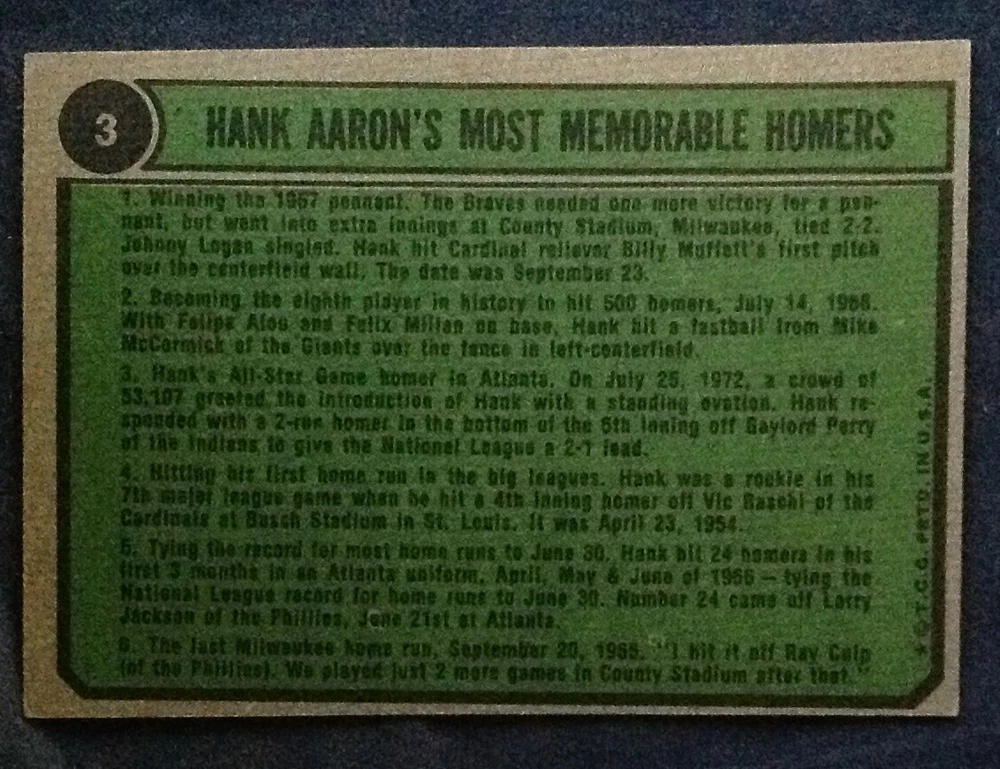 3
HANK AARON'S MOST MEMORABLE HOMERS
1. Winning the 1957 pennant. The Braves needed one more victory for a pen-
nant, but went into extra innings at County Stadium, Milwaukee, tied 2-2.
Johnny Logan singled. Hank hit Cardinal reliever Billy Muffett's first pitch
over the centerfield wall. The date was September 23.
2. Becoming the eighth player in history to hit 500 homers, July 14, 1968.
With Felipe Alou and Felix Millan on base, Hank hit a fastball from Mike
McCormick of the Giants over the fence in left-centerfield.
3. Hank's All-Star Game homer in Atlanta. On July 25, 1972, a crowd of
53,107 greeted the introduction of Hank with a standing ovation. Hank re-
sponded with a 2-run homer in the bottom of the 6th inning off Gaylord Perry
of the Indians to give the National League a 2-1 lead.
4. Hitting his first home run in the big leagues. Hank was a rookie in his
7th major league game when he hit a 4th inning homer off Vic Raschi of the
Cardinals at Busch Stadium in St. Louis. It was April 23, 1954.
5. Tying the record for most home runs to June 30. Hank hit 24 homers in his
first 3 months in an Atlanta uniform, April, May & June of 1966 — tying the
National League record for home runs to June 30. Number 24 came off Larry
Jackson of the Phillies, June 21st at Atlanta.
6. The last Milwaukee home run, September 20, 1965. "I hit it off Ray Culp
(of the Phillies). We played just 2 more games in County Stadium after that."
★ © T.C.G. PRTD. IN U.S.A.